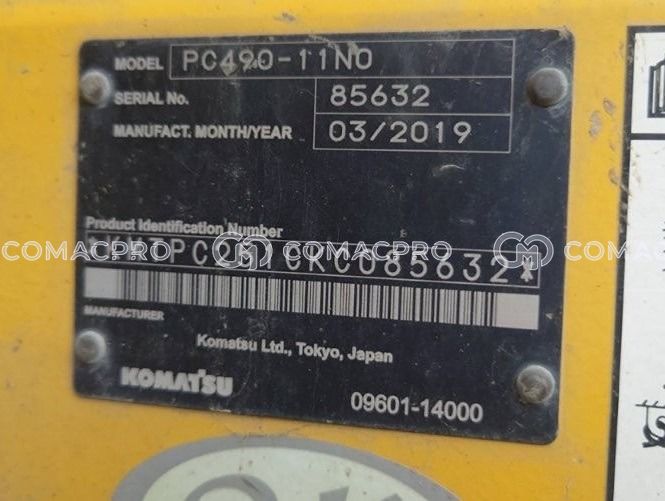 MODEL PC490-11N0
SERIAL No. 85632
MANUFACT. MONTH/YEAR 03/2019
Product Identification Number
COMACPRO COMACPRO COMACPRO
MANUFACTURER
Komatsu Ltd., Tokyo, Japan
KOMATSU 09601-14000